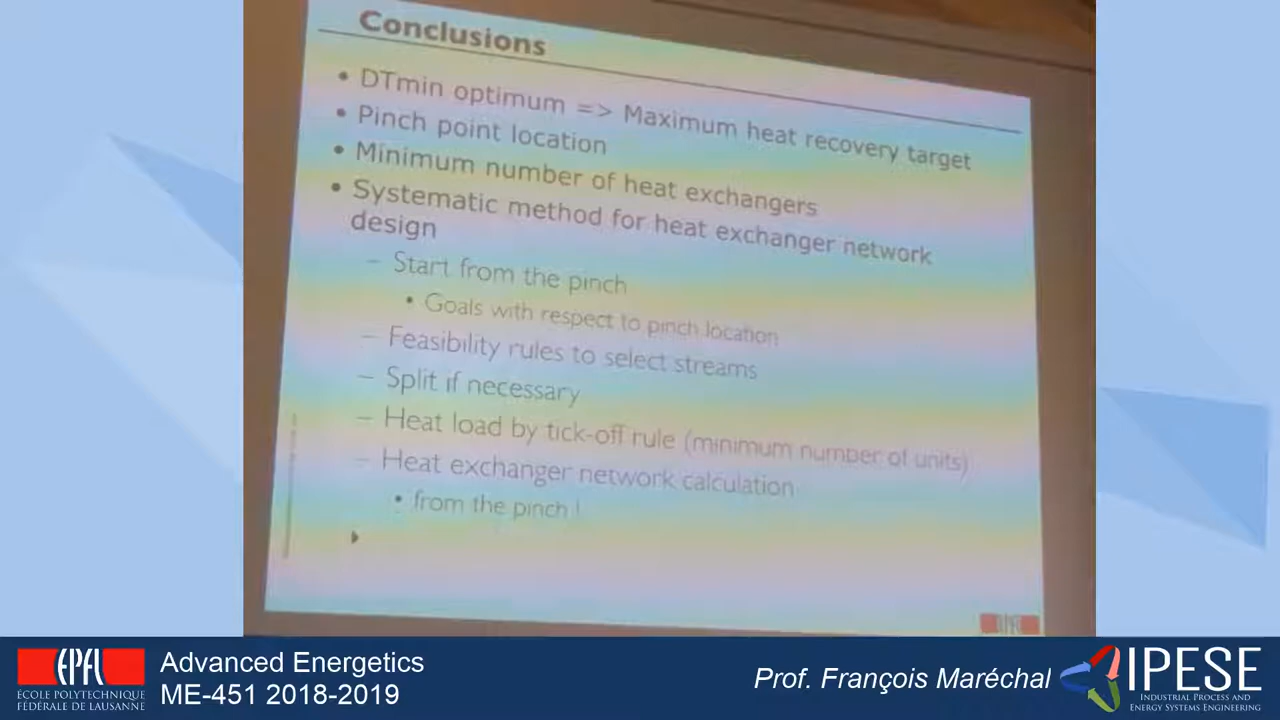 Conclusions
• DTmin optimum => Maximum heat recovery target
• Pinch point location
• Minimum number of heat exchangers
• Systematic method for heat exchanger network
design
– Start from the pinch
• Goals with respect to pinch location
– Feasibility rules to select streams
– Split if necessary
– Heat load by tick-off rule (minimum number of units)
– Heat exchanger network calculation
• from the pinch !
EPFL
ÉCOLE POLYTECHNIQUE
FÉDÉRALE DE LAUSANNE
Advanced Energetics
ME-451 2018-2019
Prof. François Maréchal
IPESE
INDUSTRIAL PROCESS AND
ENERGY SYSTEMS ENGINEERING